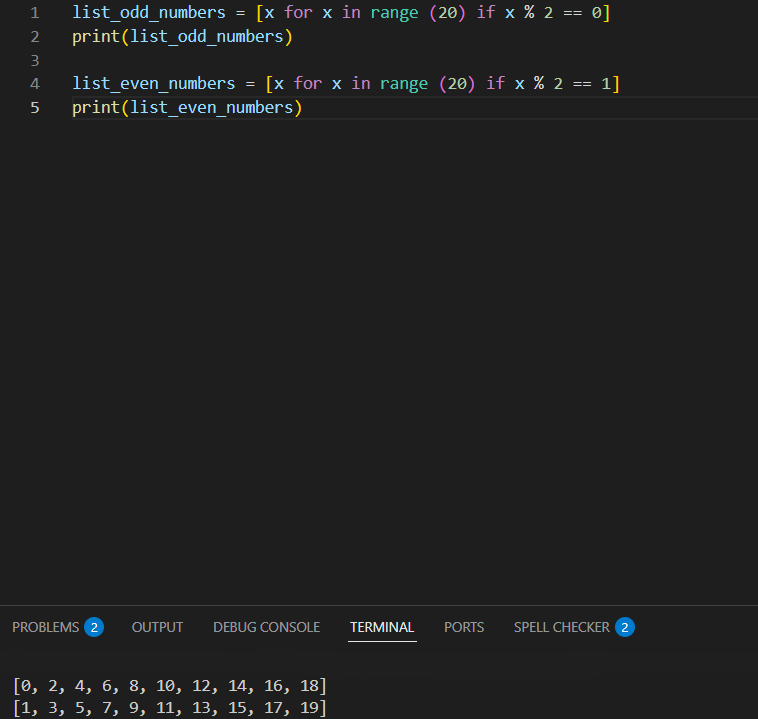 1 list_odd_numbers = [x for x in range (20) if x % 2 == 0]
2 print(list_odd_numbers)
3
4 list_even_numbers = [x for x in range (20) if x % 2 == 1]
5 print(list_even_numbers)
PROBLEMS 2 OUTPUT DEBUG CONSOLE TERMINAL PORTS SPELL CHECKER 2
[0, 2, 4, 6, 8, 10, 12, 14, 16, 18]
[1, 3, 5, 7, 9, 11, 13, 15, 17, 19]